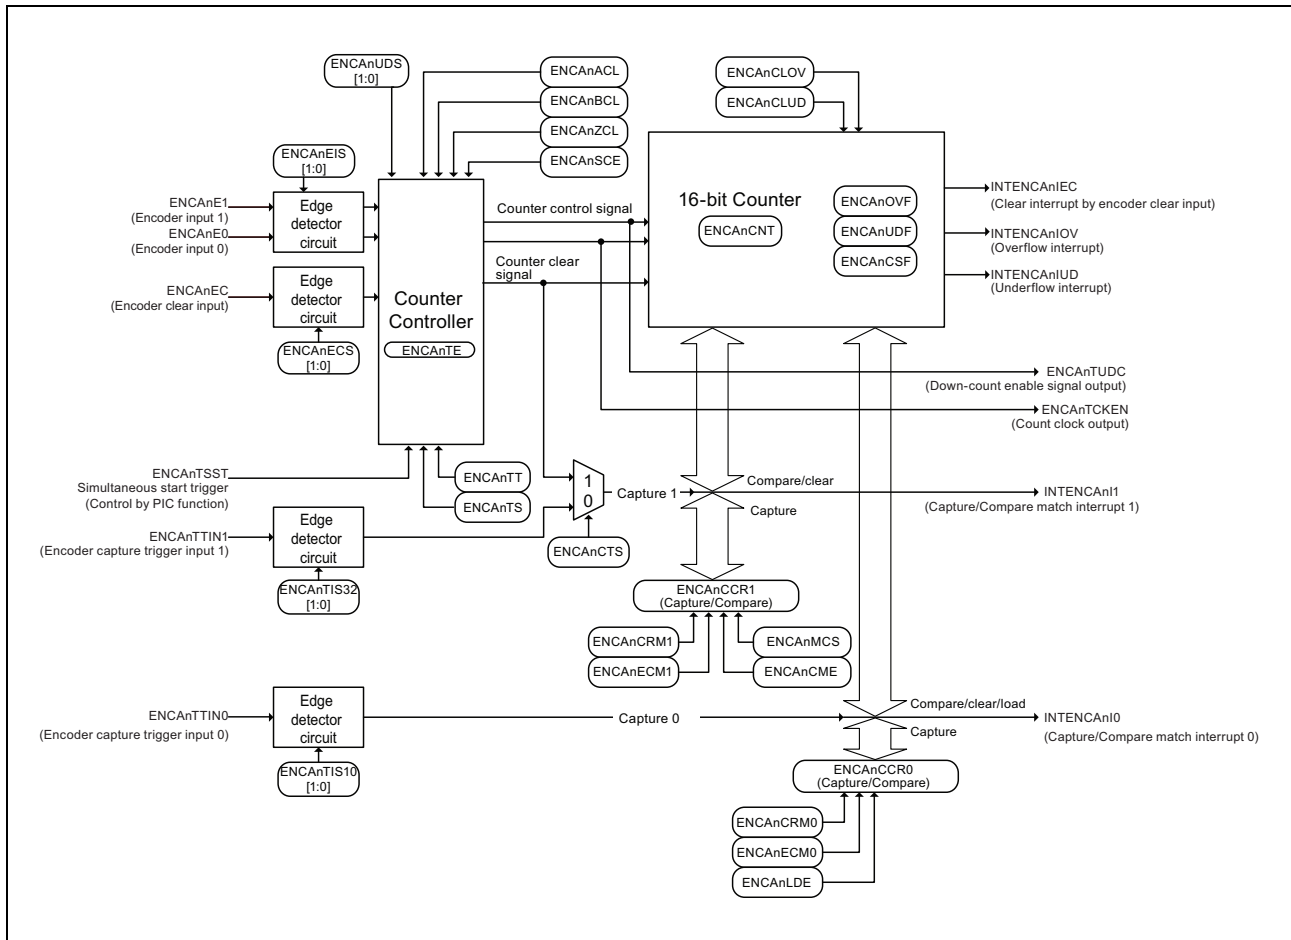 ENCAnUDS
[1:0]
ENCAnACL
ENCAnBCL
ENCAnZCL
ENCAnSCE
ENCAnCLOV
ENCAnCLUD
ENCAnEIS
[1:0]
ENCAnE1
(Encoder input 1)
ENCAnE0
(Encoder input 0)
Edge
detector
circuit
ENCAnEC
(Encoder clear input)
Edge
detector
circuit
ENCAnECS
[1:0]
Counter
Controller
ENCAnTE
Counter control signal
Counter clear
signal
16-bit Counter
ENCAnCNT
ENCAnOVF
ENCAnUDF
ENCAnCSF
INTENCAnIEC
(Clear interrupt by encoder clear input)
INTENCAnIOV
(Overflow interrupt)
INTENCAnIUD
(Underflow interrupt)
ENCAnTUDC
(Down-count enable signal output)
ENCAnTCKEN
(Count clock output)
ENCAnTSST
Simultaneous start trigger
(Control by PIC function)
ENCAnTT
ENCAnTS
1
0
Capture 1
Compare/clear
Capture
INTENCAnI1
(Capture/Compare match interrupt 1)
ENCAnTTIN1
(Encoder capture trigger input 1)
Edge
detector
circuit
ENCAnCTS
ENCAnTIS32
[1:0]
ENCAnCCR1
(Capture/Compare)
ENCAnCRM1
ENCAnECM1
ENCAnMCS
ENCAnCME
ENCAnTTIN0
(Encoder capture trigger input 0)
Edge
detector
circuit
Capture 0
Compare/clear/load
Capture
INTENCAnI0
(Capture/Compare match interrupt 0)
ENCAnTIS10
[1:0]
ENCAnCCR0
(Capture/Compare)
ENCAnCRM0
ENCAnECM0
ENCAnLDE